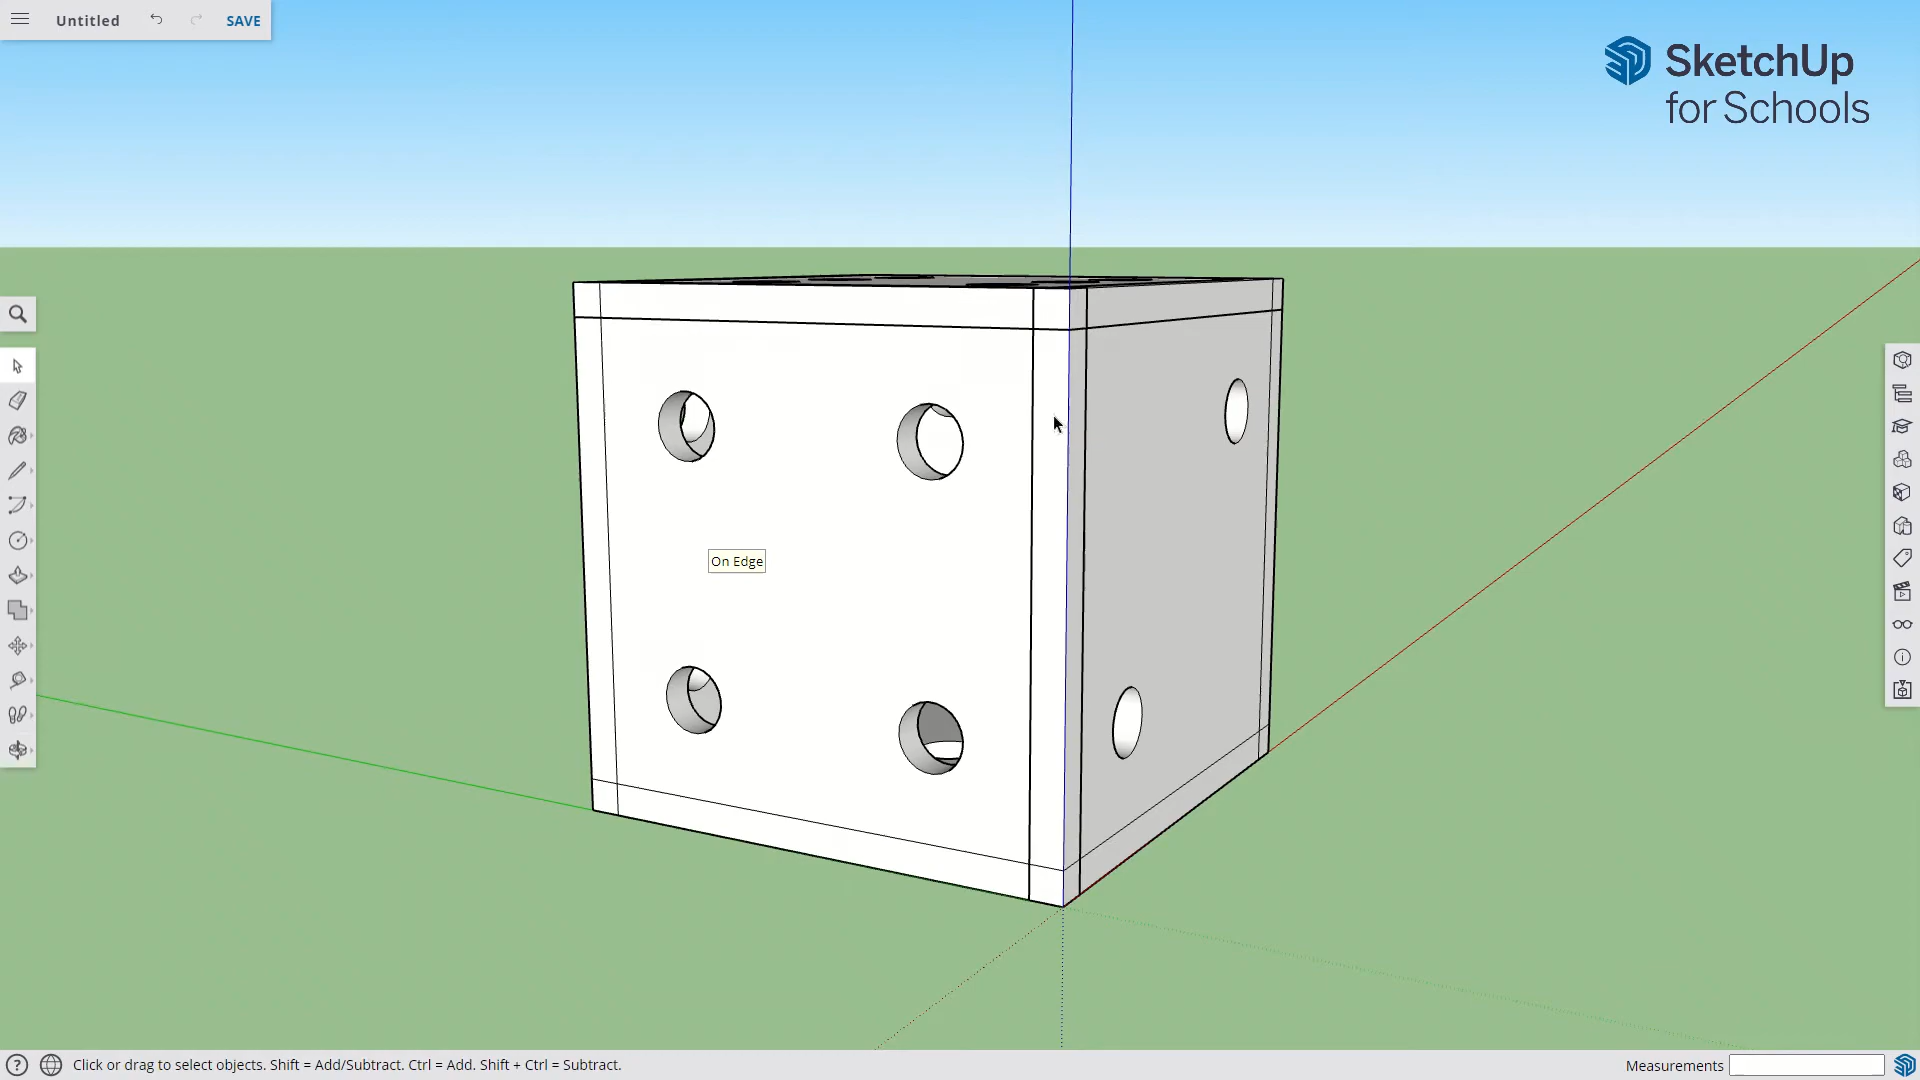 Untitled SAVE
SketchUp
for Schools
On Edge
Click or drag to select objects. Shift = Add/Subtract. Ctrl = Add. Shift + Ctrl = Subtract.
Measurements